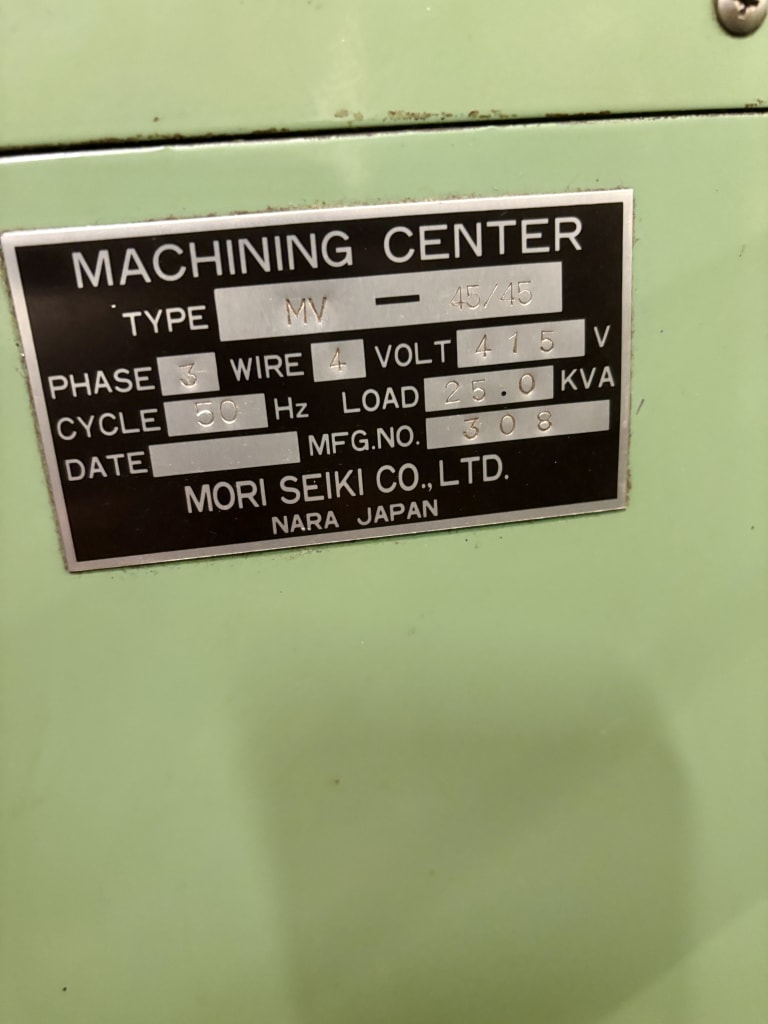 MACHINING CENTER
TYPE MV — 45/45
PHASE 3 WIRE 4 VOLT 415 V
CYCLE 50 Hz LOAD 25.0 KVA
DATE MFG.NO. 308
MORI SEIKI CO.,LTD.
NARA JAPAN